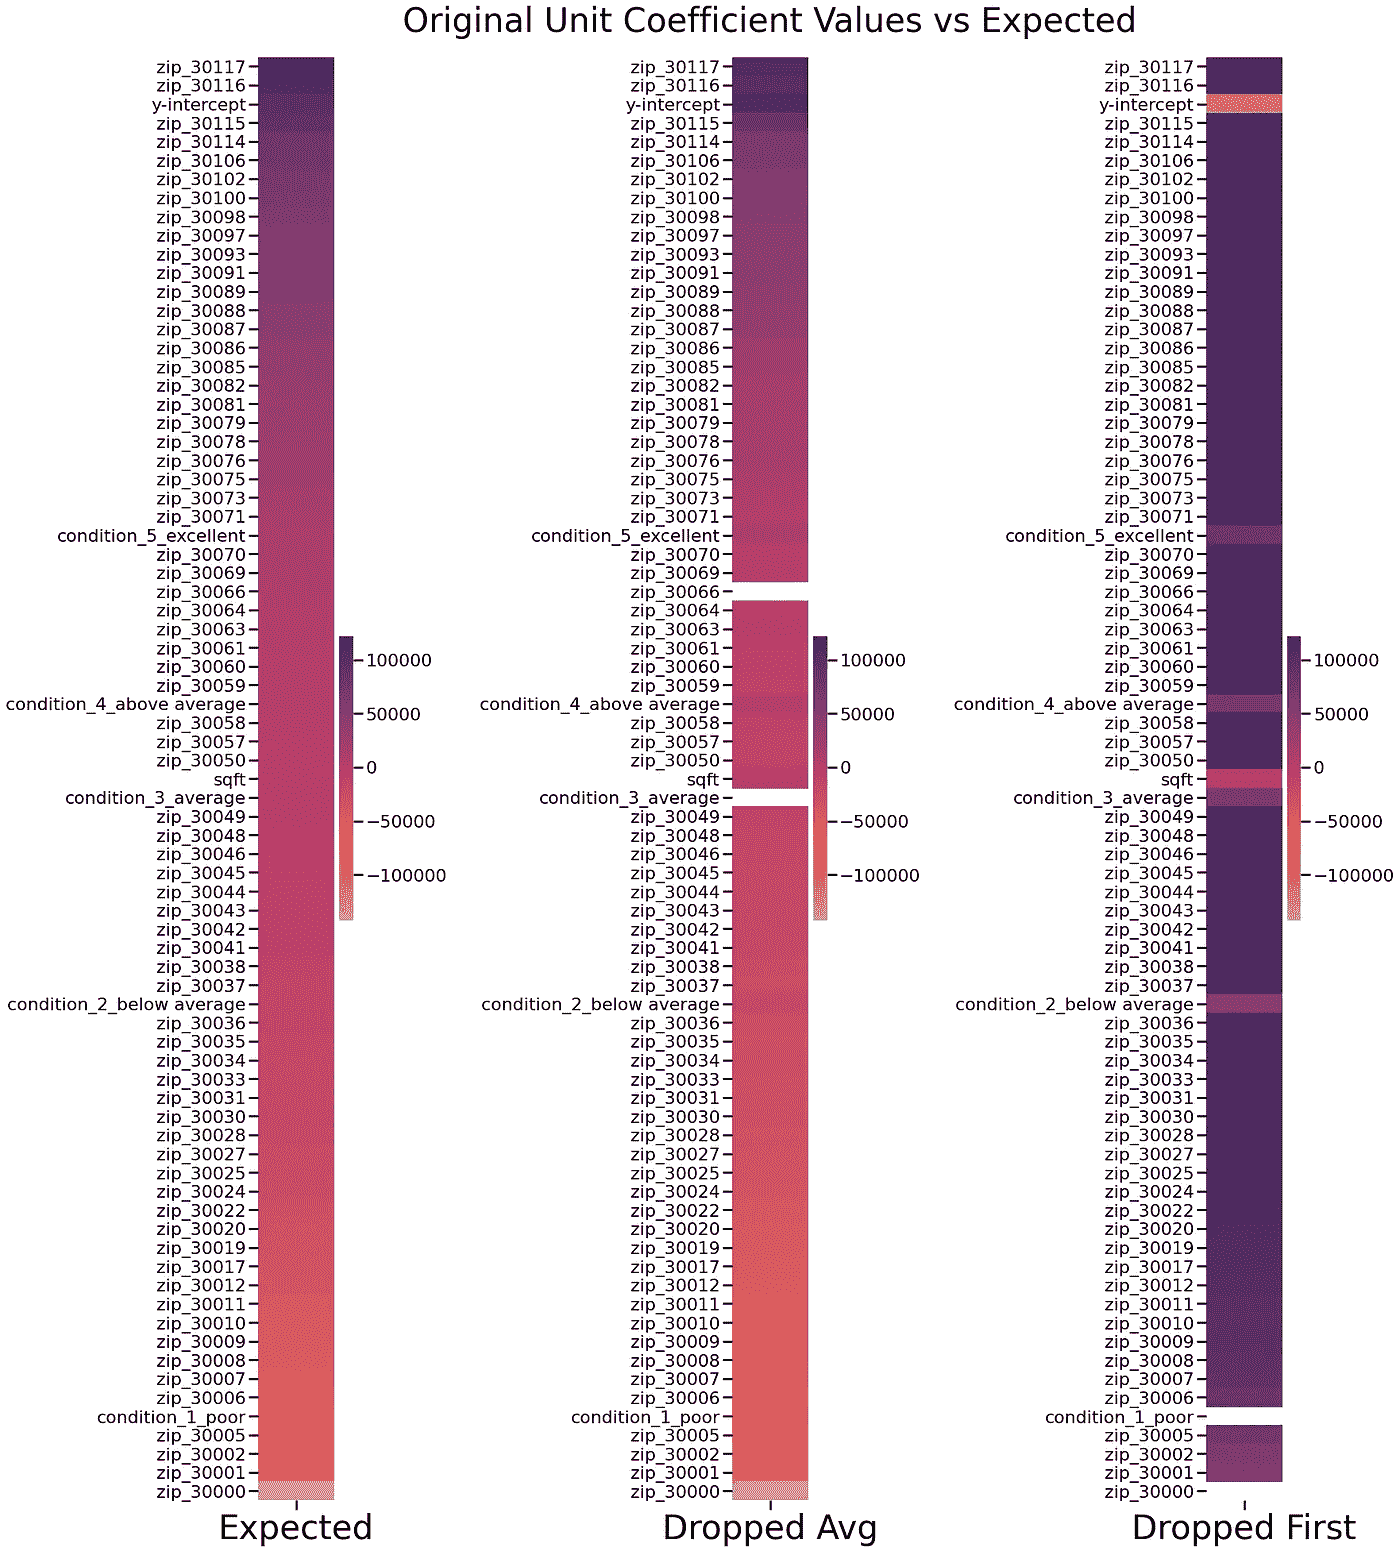 Original Unit Coefficient Values vs Expected
zip_30117
zip_30116
y-intercept
zip_30115
zip_30114
zip_30106
zip_30102
zip_30100
zip_30098
zip_30097
zip_30093
zip_30091
zip_30089
zip_30088
zip_30087
zip_30086
zip_30085
zip_30082
zip_30081
zip_30079
zip_30078
zip_30076
zip_30075
zip_30073
zip_30071
condition_5_excellent
zip_30070
zip_30069
zip_30066
zip_30064
zip_30063
zip_30061
zip_30060
zip_30059
condition_4_above average
zip_30058
zip_30057
zip_30050
sqft
condition_3_average
zip_30049
zip_30048
zip_30046
zip_30045
zip_30044
zip_30043
zip_30042
zip_30041
zip_30038
zip_30037
condition_2_below average
zip_30036
zip_30035
zip_30034
zip_30033
zip_30031
zip_30030
zip_30028
zip_30027
zip_30025
zip_30024
zip_30022
zip_30020
zip_30019
zip_30017
zip_30012
zip_30011
zip_30010
zip_30009
zip_30008
zip_30007
zip_30006
condition_1_poor
zip_30005
zip_30002
zip_30001
zip_30000
Expected
100000
50000
0
−50000
−100000
zip_30117
zip_30116
y-intercept
zip_30115
zip_30114
zip_30106
zip_30102
zip_30100
zip_30098
zip_30097
zip_30093
zip_30091
zip_30089
zip_30088
zip_30087
zip_30086
zip_30085
zip_30082
zip_30081
zip_30079
zip_30078
zip_30076
zip_30075
zip_30073
zip_30071
condition_5_excellent
zip_30070
zip_30069
zip_30066
zip_30064
zip_30063
zip_30061
zip_30060
zip_30059
condition_4_above average
zip_30058
zip_30057
zip_30050
sqft
condition_3_average
zip_30049
zip_30048
zip_30046
zip_30045
zip_30044
zip_30043
zip_30042
zip_30041
zip_30038
zip_30037
condition_2_below average
zip_30036
zip_30035
zip_30034
zip_30033
zip_30031
zip_30030
zip_30028
zip_30027
zip_30025
zip_30024
zip_30022
zip_30020
zip_30019
zip_30017
zip_30012
zip_30011
zip_30010
zip_30009
zip_30008
zip_30007
zip_30006
condition_1_poor
zip_30005
zip_30002
zip_30001
zip_30000
Dropped Avg
100000
50000
0
−50000
−100000
zip_30117
zip_30116
y-intercept
zip_30115
zip_30114
zip_30106
zip_30102
zip_30100
zip_30098
zip_30097
zip_30093
zip_30091
zip_30089
zip_30088
zip_30087
zip_30086
zip_30085
zip_30082
zip_30081
zip_30079
zip_30078
zip_30076
zip_30075
zip_30073
zip_30071
condition_5_excellent
zip_30070
zip_30069
zip_30066
zip_30064
zip_30063
zip_30061
zip_30060
zip_30059
condition_4_above average
zip_30058
zip_30057
zip_30050
sqft
condition_3_average
zip_30049
zip_30048
zip_30046
zip_30045
zip_30044
zip_30043
zip_30042
zip_30041
zip_30038
zip_30037
condition_2_below average
zip_30036
zip_30035
zip_30034
zip_30033
zip_30031
zip_30030
zip_30028
zip_30027
zip_30025
zip_30024
zip_30022
zip_30020
zip_30019
zip_30017
zip_30012
zip_30011
zip_30010
zip_30009
zip_30008
zip_30007
zip_30006
condition_1_poor
zip_30005
zip_30002
zip_30001
zip_30000
Dropped First
100000
50000
0
−50000
−100000